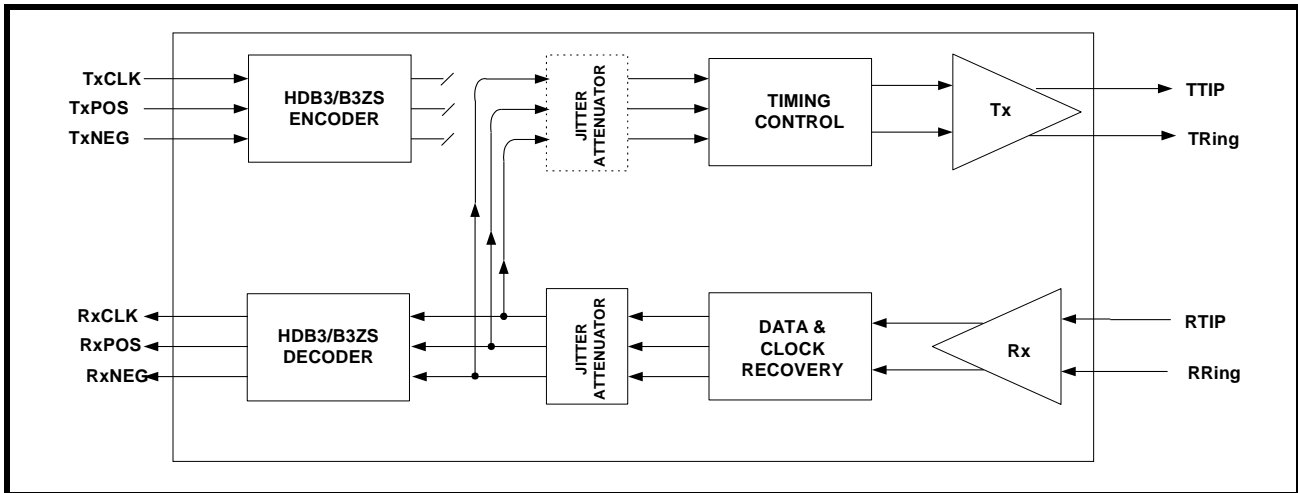 TxCLK
TxPOS
TxNEG
HDB3/B3ZS
ENCODER
JITTER
ATTENUATOR
TIMING
CONTROL
Tx
TTIP
TRing
RxCLK
RxPOS
RxNEG
HDB3/B3ZS
DECODER
JITTER
ATTENUATOR
DATA &
CLOCK
RECOVERY
Rx
RTIP
RRing